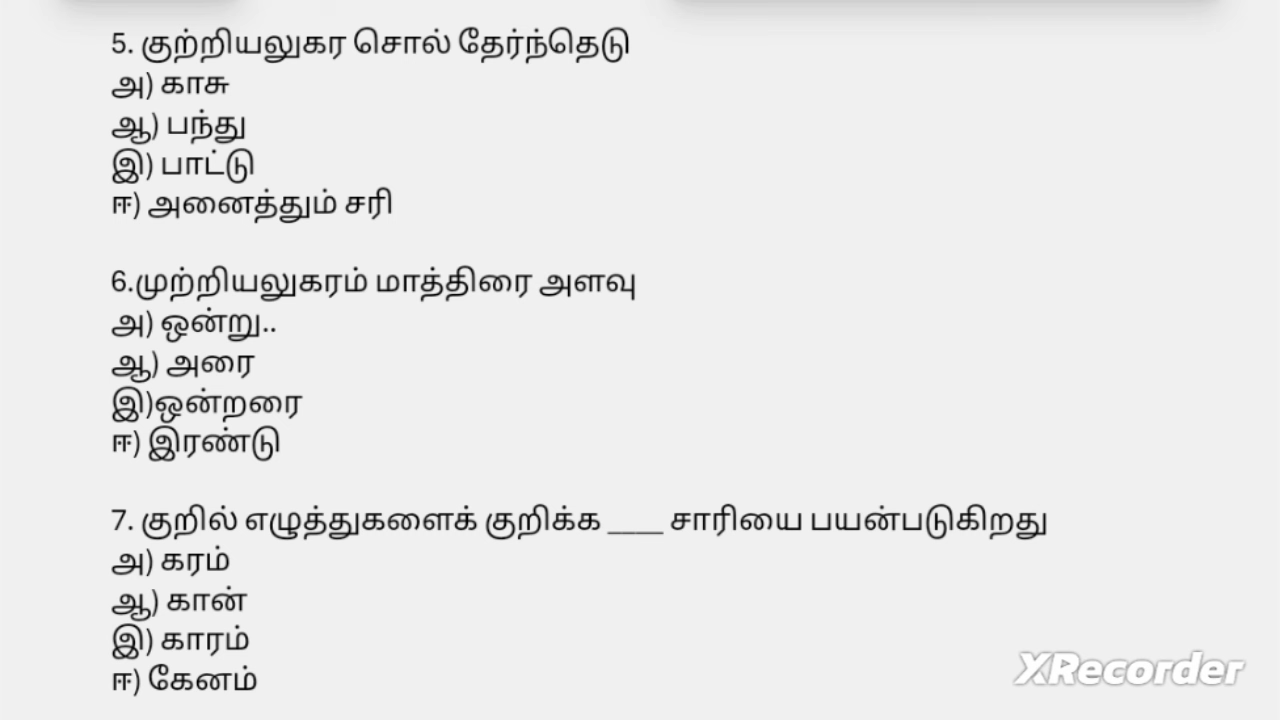 5. குற்றியலுகர சொல் தேர்ந்தெடு
அ) காசு
ஆ) பந்து
இ) பாட்டு
ஈ) அனைத்தும் சரி
6.முற்றியலுகரம் மாத்திரை அளவு
அ) ஒன்று..
ஆ) அரை
இ)ஒன்றரை
ஈ) இரண்டு
7. குறில் எழுத்துகளைக் குறிக்க ____ சாரியை பயன்படுகிறது
அ) கரம்
ஆ) கான்
இ) காரம்
ஈ) கேனம்
XRecorder